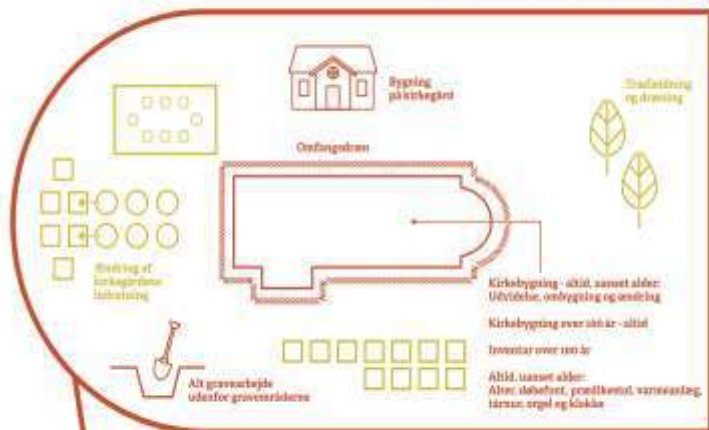 Bygning
på kirkegård
Træfældning
og dræning
Omfangsdræn
Ændring af
kirkegårdens
indretning
Kirkebygning - altid, uanset alder:
Udvidelse, ombygning og ændring
Kirkebygning over 100 år - altid
Inventar over 100 år
Altid, uanset alder:
Alter, døbefont, prædikestol, varmeanlæg,
tårnur, orgel og klokke
Alt gravearbejde
udenfor graveområderne